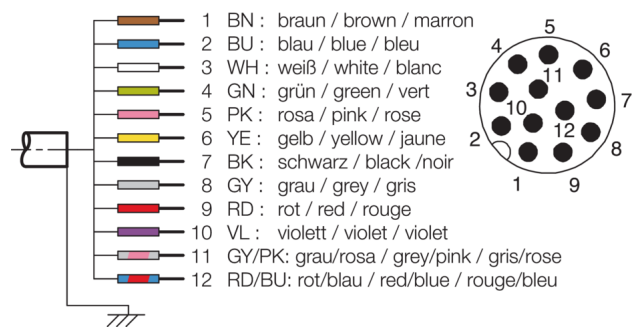 1 BN : braun / brown / marron
2 BU : blau / blue / bleu
3 WH : weiß / white / blanc
4 GN : grün / green / vert
5 PK : rosa / pink / rose
6 YE : gelb / yellow / jaune
7 BK : schwarz / black /noir
8 GY : grau / grey / gris
9 RD : rot / red / rouge
10 VL : violett / violet / violet
11 GY/PK: grau/rosa / grey/pink / gris/rose
12 RD/BU: rot/blau / red/blue / rouge/bleu
5
4 6
11
3 7
10
12
2 8
1 9